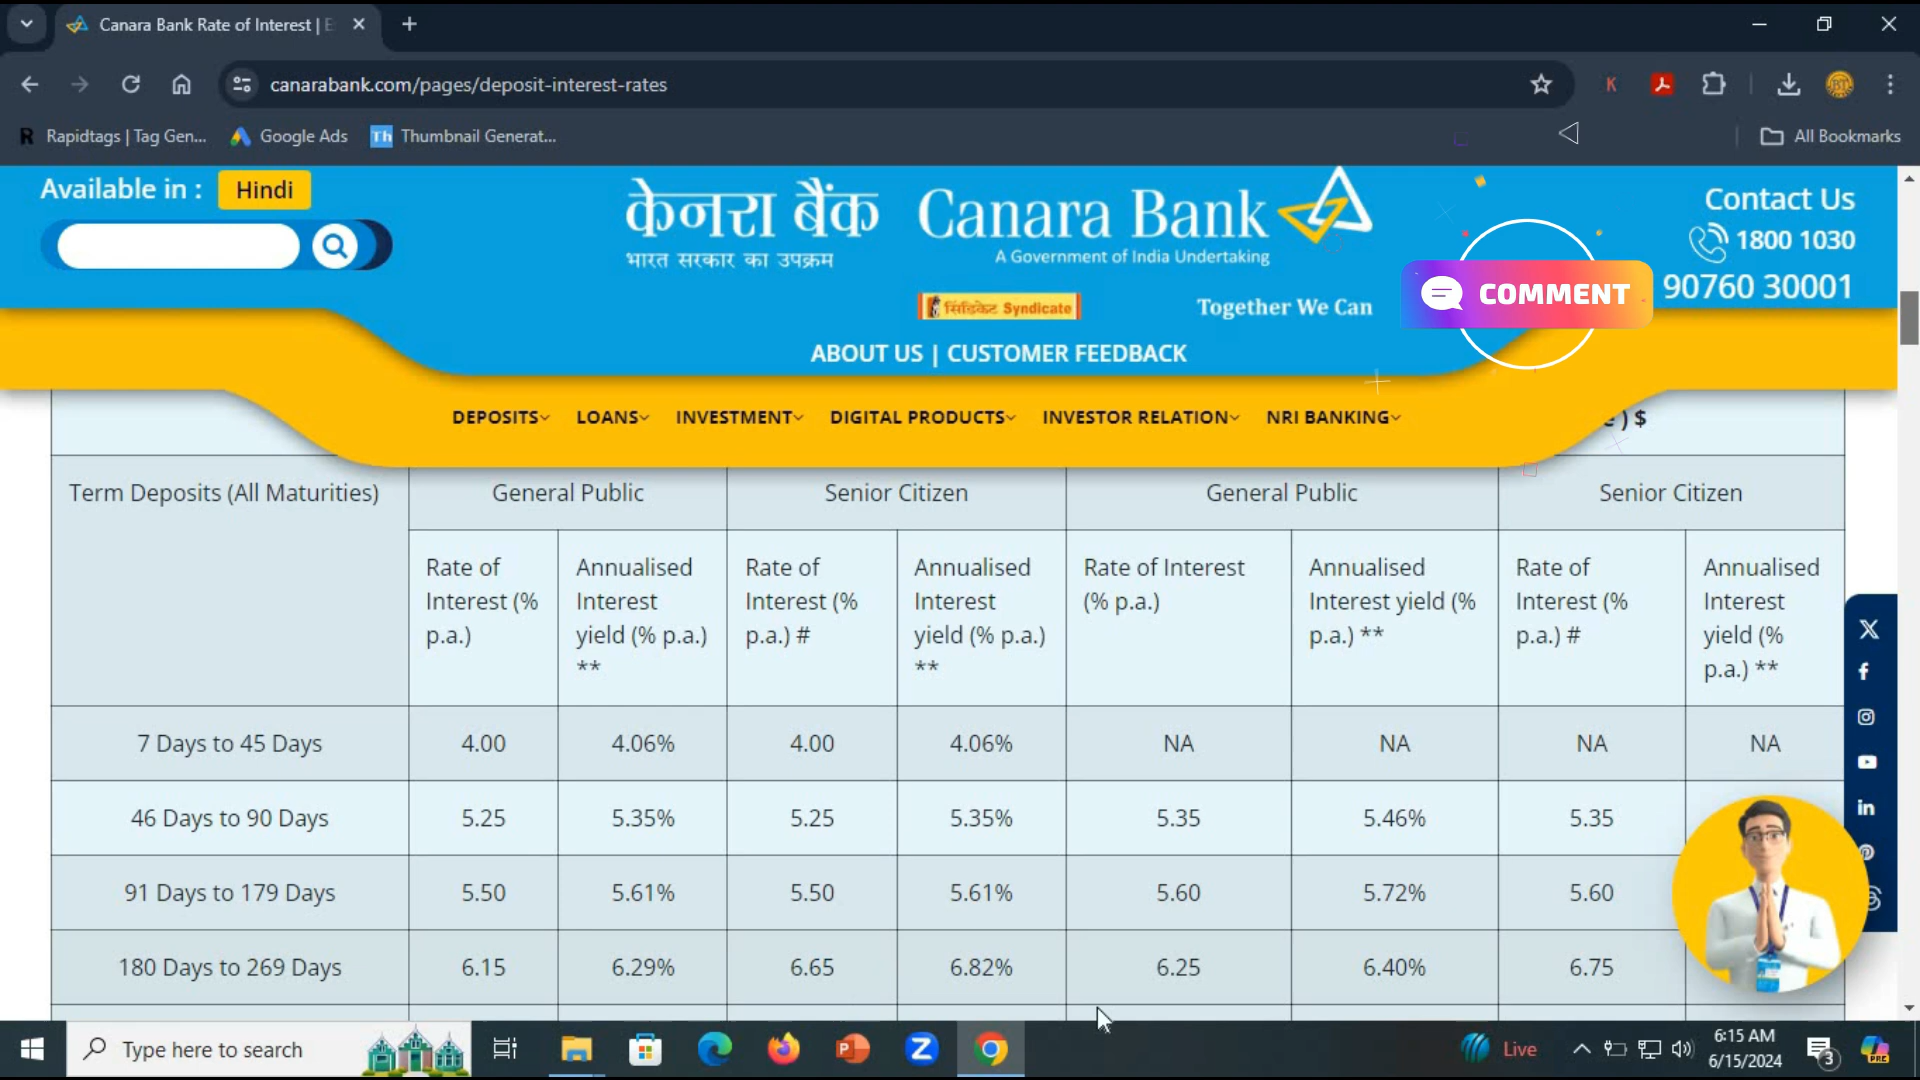 Canara Bank Rate of Interest |
canarabank.com/pages/deposit-interest-rates
K
R Rapidtags | Tag Gen... Google Ads Th Thumbnail Generat... All Bookmarks
Available in : Hindi
केनरा बैंक Canara Bank
भारत सरकार का उपक्रम A Government of India Undertaking
सिंडिकेट Syndicate Together We Can
Contact Us
1800 1030
90760 30001
COMMENT
ABOUT US | CUSTOMER FEEDBACK
DEPOSITS LOANS INVESTMENT DIGITAL PRODUCTS INVESTOR RELATION NRI BANKING
) $
Term Deposits (All Maturities) General Public Senior Citizen General Public Senior Citizen
Rate of Interest (% p.a.) Annualised Interest yield (% p.a.) ** Rate of Interest (% p.a.) # Annualised Interest yield (% p.a.) ** Rate of Interest (% p.a.) Annualised Interest yield (% p.a.) ** Rate of Interest (% p.a.) # Annualised Interest yield (% p.a.) **
7 Days to 45 Days 4.00 4.06% 4.00 4.06% NA NA NA NA
46 Days to 90 Days 5.25 5.35% 5.25 5.35% 5.35 5.46% 5.35
91 Days to 179 Days 5.50 5.61% 5.50 5.61% 5.60 5.72% 5.60
180 Days to 269 Days 6.15 6.29% 6.65 6.82% 6.25 6.40% 6.75
Type here to search
Live
6:15 AM
6/15/2024
3
PRE